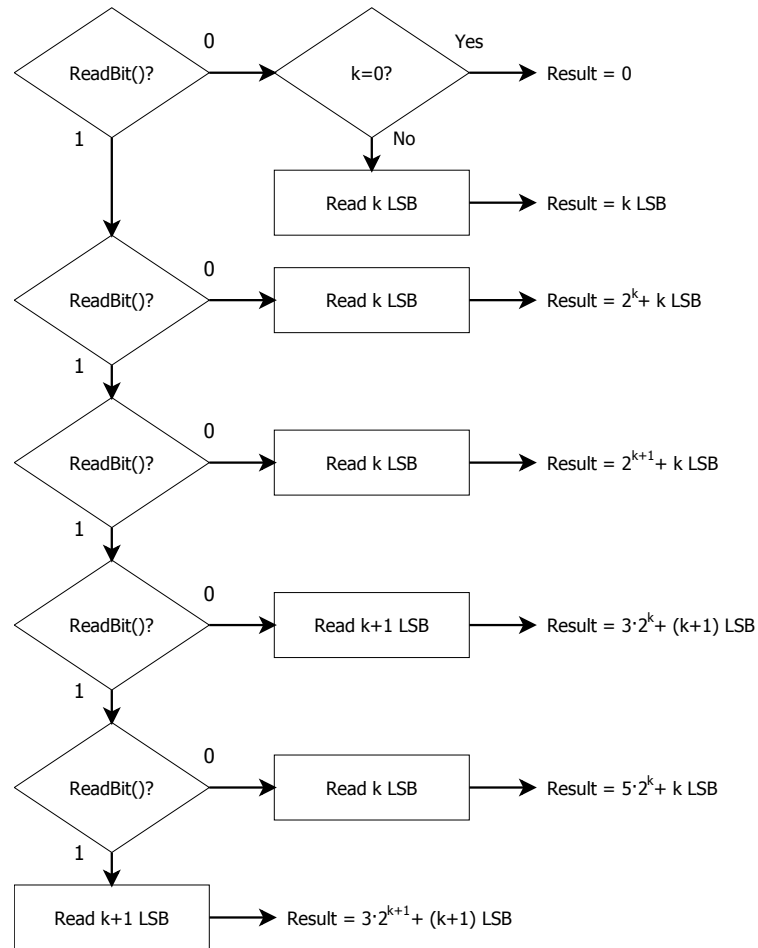 ReadBit()? 0 k=0? Yes Result = 0
1 No
Read k LSB Result = k LSB
ReadBit()? 0 Read k LSB Result = 2^k+ k LSB
1
ReadBit()? 0 Read k LSB Result = 2^{k+1}+ k LSB
1
ReadBit()? 0 Read k+1 LSB Result = 3·2^k+ (k+1) LSB
1
ReadBit()? 0 Read k LSB Result = 5·2^k+ k LSB
1
Read k+1 LSB Result = 3·2^{k+1}+ (k+1) LSB